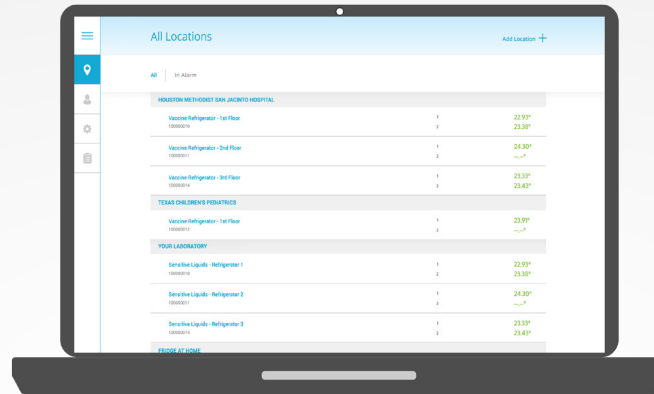 All Locations
Add Location
All
In Alarm
HOUSTON METHODIST SAN JACINTO HOSPITAL
Vaccine Refrigerator - 1st Floor
1
22.93°
2
23.38°
Vaccine Refrigerator - 2nd Floor
1
24.30°
2
--.--°
Vaccine Refrigerator - 3rd Floor
1
23.33°
2
23.43°
TEXAS CHILDREN'S PEDIATRICS
Vaccine Refrigerator - 1st Floor
1
23.91°
2
--.--°
YOUR LABORATORY
Sensitive Liquids - Refrigerator 1
1
22.93°
2
23.38°
Sensitive Liquids - Refrigerator 2
1
24.30°
2
--.--°
Sensitive Liquids - Refrigerator 3
1
23.33°
2
23.43°
FRIDGE AT HOME